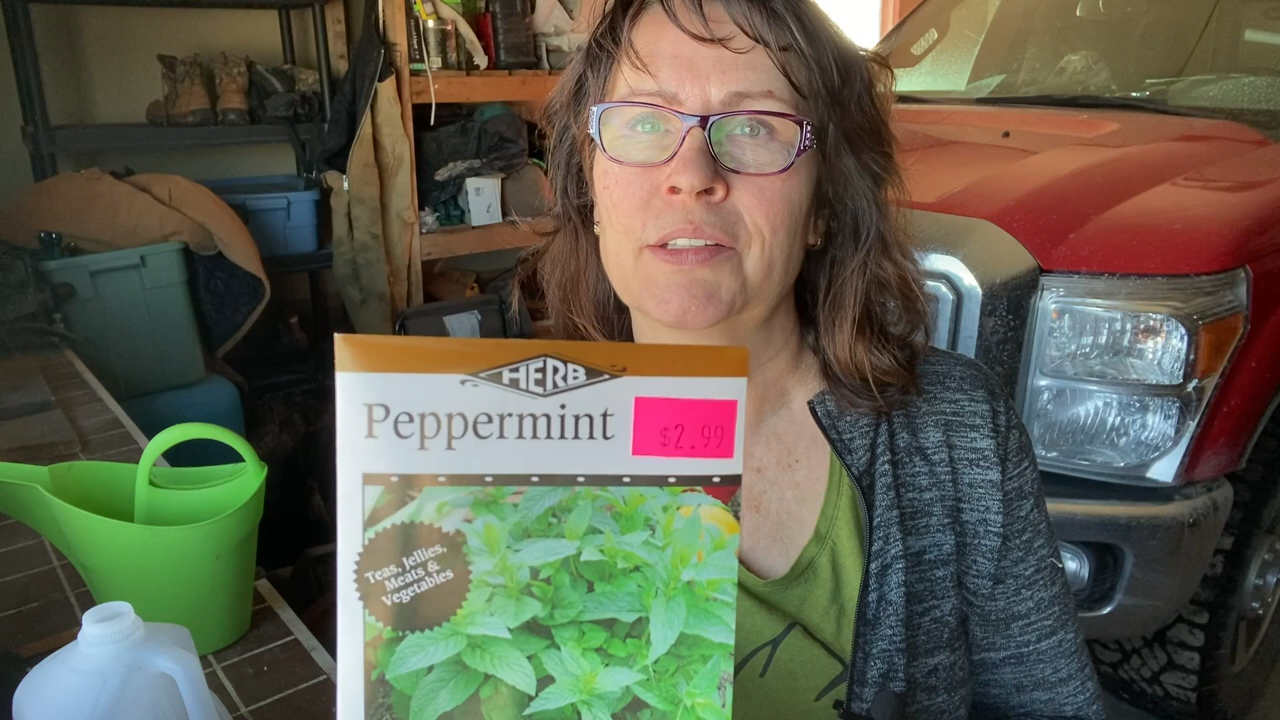 HERB
Peppermint
$2.99
Teas, Jellies,
Meats &
Vegetables